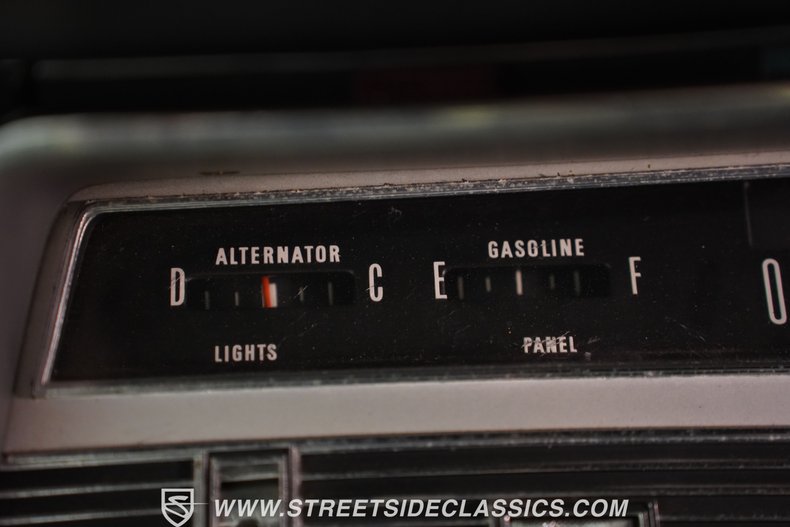 ALTERNATOR GASOLINE
D C E F O
LIGHTS PANEL
WWW.STREETSIDECLASSICS.COM